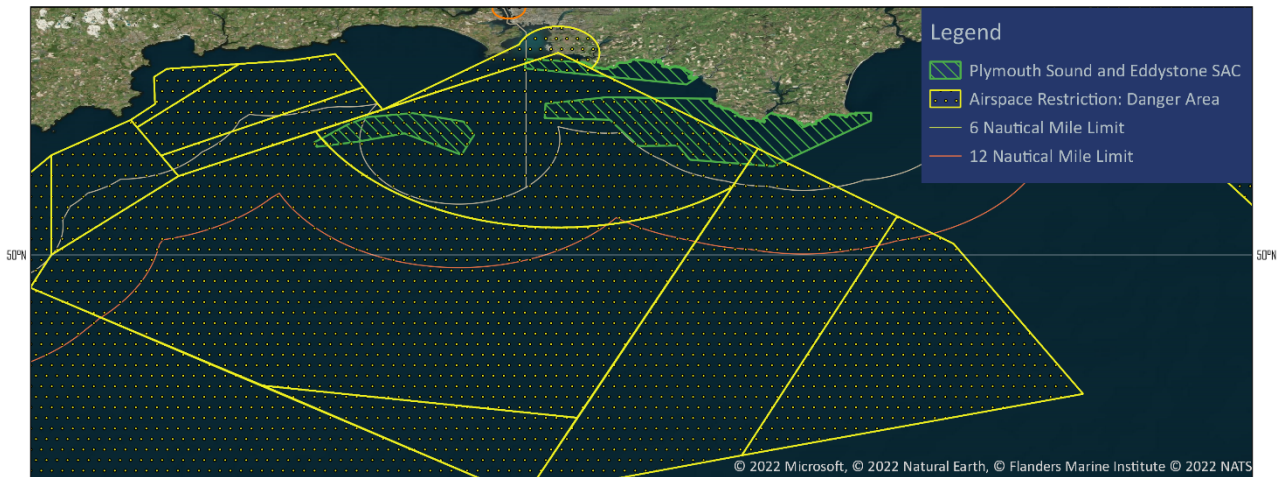 Legend
Plymouth Sound and Eddystone SAC
Airspace Restriction: Danger Area
6 Nautical Mile Limit
12 Nautical Mile Limit
50°N
50°N
© 2022 Microsoft, © 2022 Natural Earth, © Flanders Marine Institute © 2022 NATS